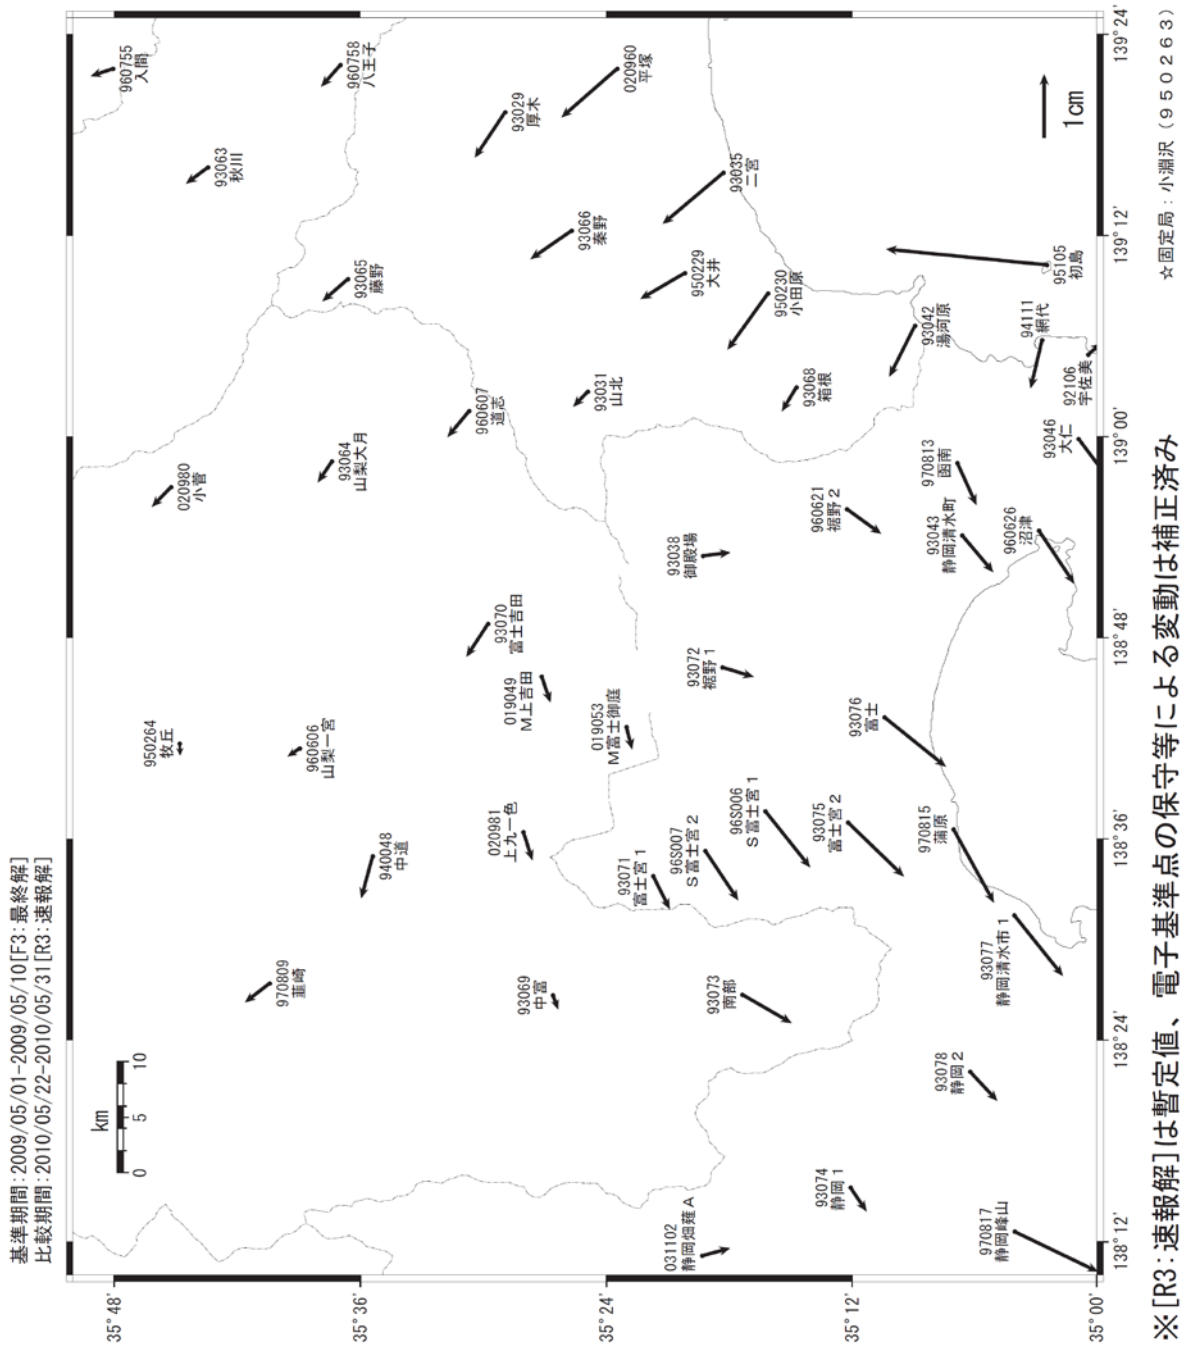 基準期間:2009/05/01-2009/05/10[F3:最終解]
比較期間:2010/05/22-2010/05/31[R3:速報解]
km
0 5 10
35°48'
35°36'
35°24'
35°12'
35°00'
138°12'
138°24'
138°36'
138°48'
139°00'
139°12'
139°24'
960755
入間
960758
八王子
93063
秋川
93029
厚木
020960
平塚
93035
二宮
93066
秦野
93065
藤野
950229
大井
950230
小田原
95105
初島
93042
湯河原
94111
網代
92106
宇佐美
93068
箱根
93031
山北
960607
道志
93064
山梨大月
020980
小菅
93046
大仁
970813
函南
960621
裾野2
93043
静岡清水町
960626
沼津
93038
御殿場
93070
富士吉田
019049
M上吉田
93072
裾野1
019053
M富士御庭
950264
牧丘
960606
山梨一宮
93076
富士
020981
上九一色
940048
中道
96S006
S富士宮1
96S007
S富士宮2
93075
富士宮2
93071
富士宮1
970815
蒲原
93077
静岡清水市1
970809
韮崎
93069
中富
93073
南部
93078
静岡2
93074
静岡1
031102
静岡畑薙A
970817
静岡峰山
1cm
☆固定局:小淵沢(950263)
※[R3:速報解]は暫定値、電子基準点の保守等による変動は補正済み